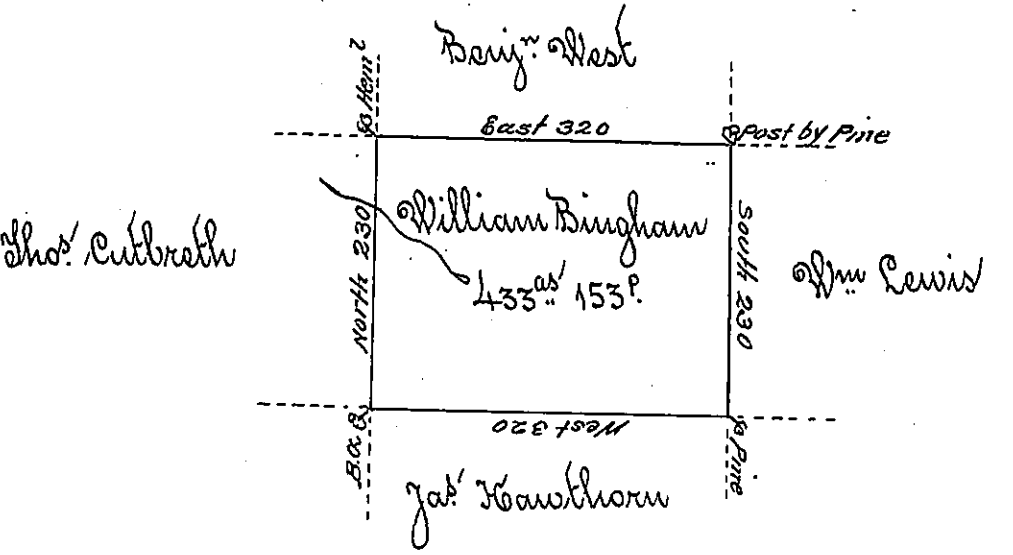 Benjn. West
Heml
East 320
Post by Pine
William Bingham
433as 153P.
North 230
South 230
Thos. Cutbreth
Wm Lewis
West 320
B. O.
Pine
Jas. Hawthorn